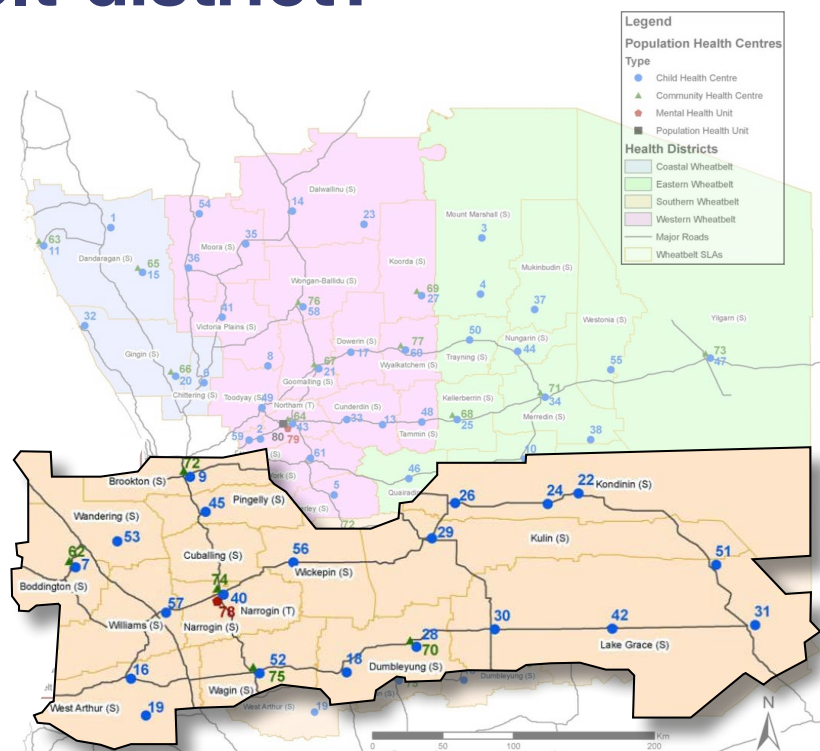 Legend
Population Health Centres
Type
Child Health Centre
Community Health Centre
Mental Health Unit
Population Health Unit
Health Districts
Coastal Wheatbelt
Eastern Wheatbelt
Southern Wheatbelt
Western Wheatbelt
Major Roads
Wheatbelt SLAs
Dalwallinu (S)
54
14
23
1
Mount Marshall (S)
63
11
Moora (S)
35
3
Dandaragan (S)
65
15
36
Koorda (S)
Mukinbudin (S)
Wongan-Ballidu (S)
69
27
4
76
58
37
41
Westonia (S)
Yilgarn (S)
32
Victoria Plains (S)
Dowerin (S)
77
60
50
Nungarin (S)
Gingin (S)
17
44
73
47
8
Wyalkatchem (S)
Trayning (S)
66
20
6
67
21
55
Goomalling (S)
Kellerberrin (S)
71
34
Chittering (S)
Toodyay (S)
49
Northam (T)
Cunderdin (S)
68
25
Merredin (S)
64
43
33
13
48
59
2
80
79
Tammin (S)
38
61
10
46
5
72
Brookton (S)
9
72
45
Pingelly (S)
26
24
22
Kondinin (S)
Wandering (S)
53
29
Kulin (S)
62
7
Cuballing (S)
56
51
Wickepin (S)
74
40
Boddington (S)
57
78
Narrogin (T)
Williams (S)
Narrogin (S)
30
42
31
28
70
Lake Grace (S)
52
75
18
Dumbleyung (S)
16
Wagin (S)
Dumbleyung (S)
West Arthur (S)
19
West Arthur (S)
19
N
0
50
100
200
Km